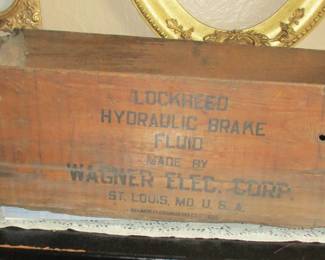 LOCKHEED
HYDRAULIC BRAKE
FLUID
MADE BY
WAGNER ELEC. CORP.
ST. LOUIS, MO. U. S. A.